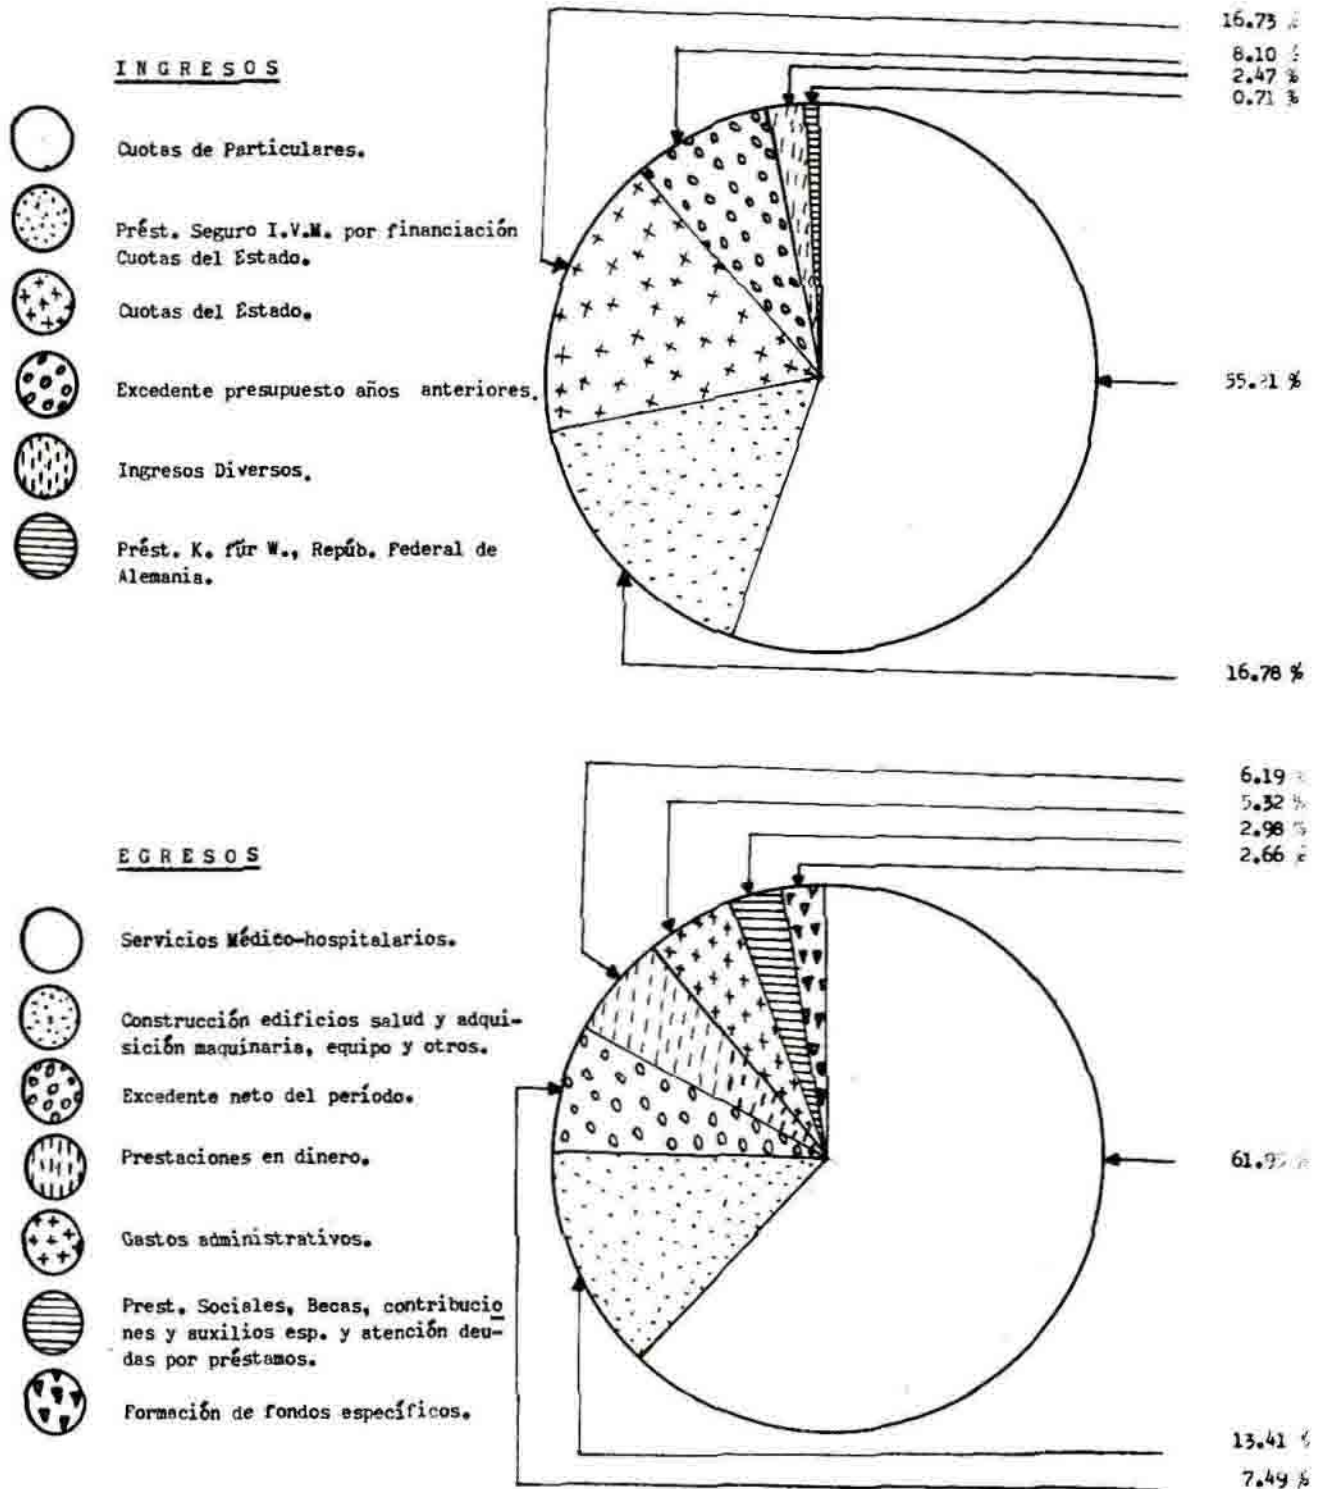 INGRESOS
Cuotas de Particulares.
Prést. Seguro I.V.M. por financiación
Cuotas del Estado.
Cuotas del Estado.
Excedente presupuesto años anteriores.
Ingresos Diversos.
Prést. K. für W., Repúb. Federal de
Alemania.
16.73
8.10
2.47 %
0.71 %
16.78 %
EGRESOS
Servicios Médico-hospitalarios.
Construcción edificios salud y adqui-
sición maquinaria, equipo y otros.
Excedente neto del período.
Prestaciones en dinero.
Gastos administrativos.
Prest. Sociales, Becas, contribucio
nes y auxilios esp. y atención deu-
das por préstamos.
Formación de fondos específicos.
6.19
5.32 %
2.98 %
2.66
13.41
7.49 %